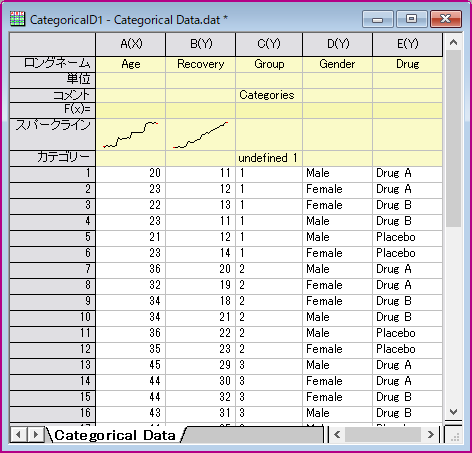 CategoricalD1 - Categorical Data.dat *
A(X) B(Y) C(Y) D(Y) E(Y)
ロングネーム Age Recovery Group Gender Drug
単位
コメント Categories
F(x)=
スパークライン
カテゴリー undefined 1
1 20 11 1 Male Drug A
2 23 12 1 Female Drug A
3 22 13 1 Female Drug B
4 23 11 1 Male Drug B
5 21 12 1 Male Placebo
6 23 14 1 Female Placebo
7 36 20 2 Male Drug A
8 32 19 2 Female Drug A
9 34 18 2 Female Drug B
10 34 21 2 Male Drug B
11 36 22 2 Male Placebo
12 35 23 2 Female Placebo
13 45 29 3 Male Drug A
14 44 30 3 Female Drug A
15 44 32 3 Female Drug B
16 43 31 3 Male Drug B
Categorical Data